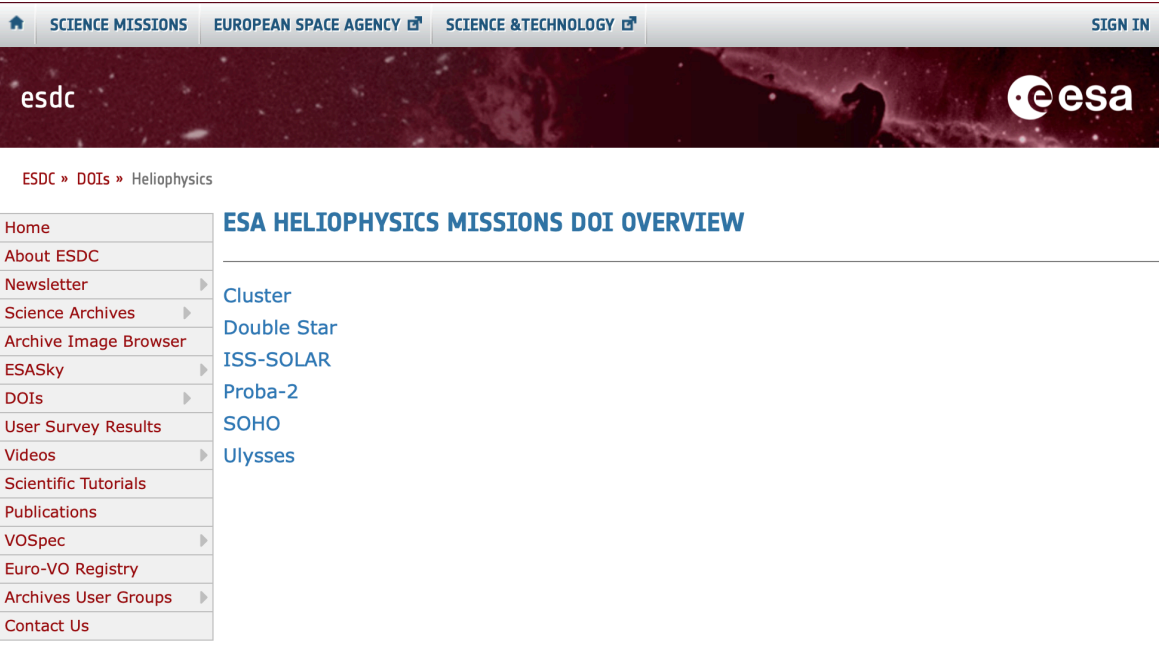 SCIENCE MISSIONS EUROPEAN SPACE AGENCY SCIENCE &TECHNOLOGY SIGN IN
esdc
esa
ESDC » DOIs » Heliophysics
Home
About ESDC
Newsletter
Science Archives
Archive Image Browser
ESASky
DOIs
User Survey Results
Videos
Scientific Tutorials
Publications
VOSpec
Euro-VO Registry
Archives User Groups
Contact Us
ESA HELIOPHYSICS MISSIONS DOI OVERVIEW
Cluster
Double Star
ISS-SOLAR
Proba-2
SOHO
Ulysses